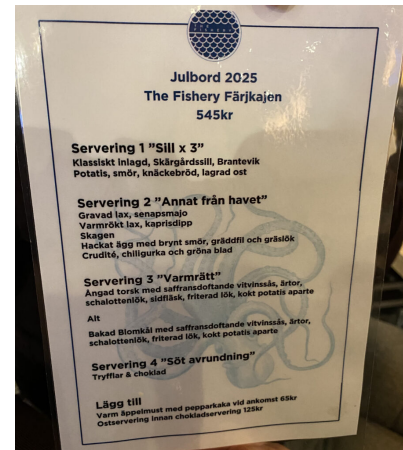 Julbord 2025
The Fishery Färjkajen
545kr
Servering 1 "Sill x 3"
Klassiskt inlagd, Skärgårdssill, Brantevik
Potatis, smör, knäckebröd, lagrad ost
Servering 2 "Annat från havet"
Gravad lax, senapsmajo
Varmrökt lax, kaprisdipp
Skagen
Hackat ägg med brynt smör, gräddfil och gräslök
Crudité, chiligurka och gröna blad
Servering 3 "Varmrätt"
Ångad torsk med saffransdoftande vitvinssås, ärtor,
schalottenlök, sidfläsk, friterad lök, kokt potatis aparte
Alt
Bakad Blomkål med saffransdoftande vitvinssås, ärtor,
schalottenlök, friterad lök, kokt potatis aparte
Servering 4 "Söt avrundning"
Tryfflar & choklad
Lägg till
Varm äppelmust med pepparkaka vid ankomst 65kr
Ostservering innan chokladservering 125kr